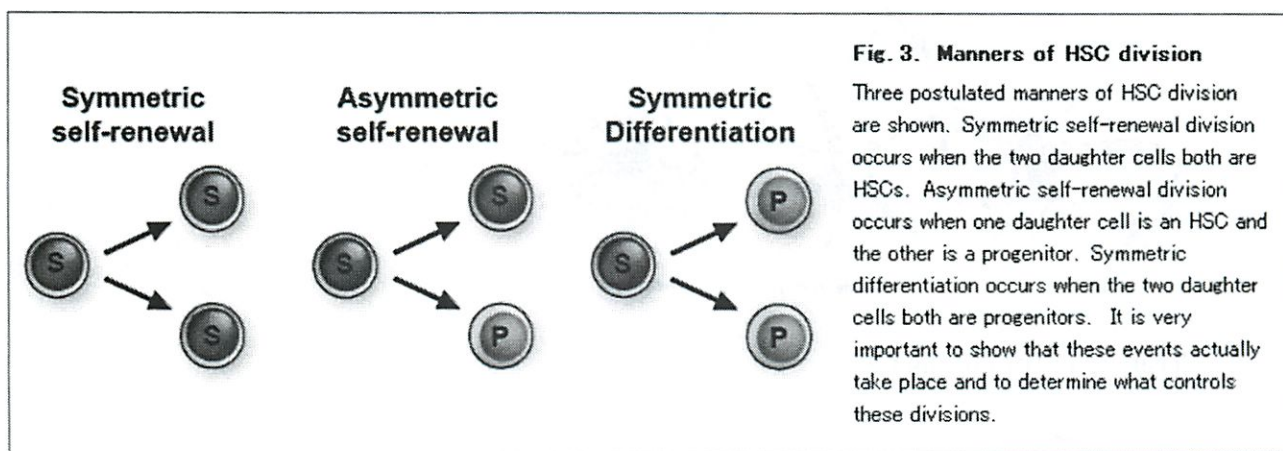 Symmetric
self-renewal
S
S
S
Asymmetric
self-renewal
S
S
P
Symmetric
Differentiation
S
P
P
Fig. 3. Manners of HSC division
Three postulated manners of HSC division
are shown. Symmetric self-renewal division
occurs when the two daughter cells both are
HSCs. Asymmetric self-renewal division
occurs when one daughter cell is an HSC and
the other is a progenitor. Symmetric
differentiation occurs when the two daughter
cells both are progenitors. It is very
important to show that these events actually
take place and to determine what controls
these divisions.